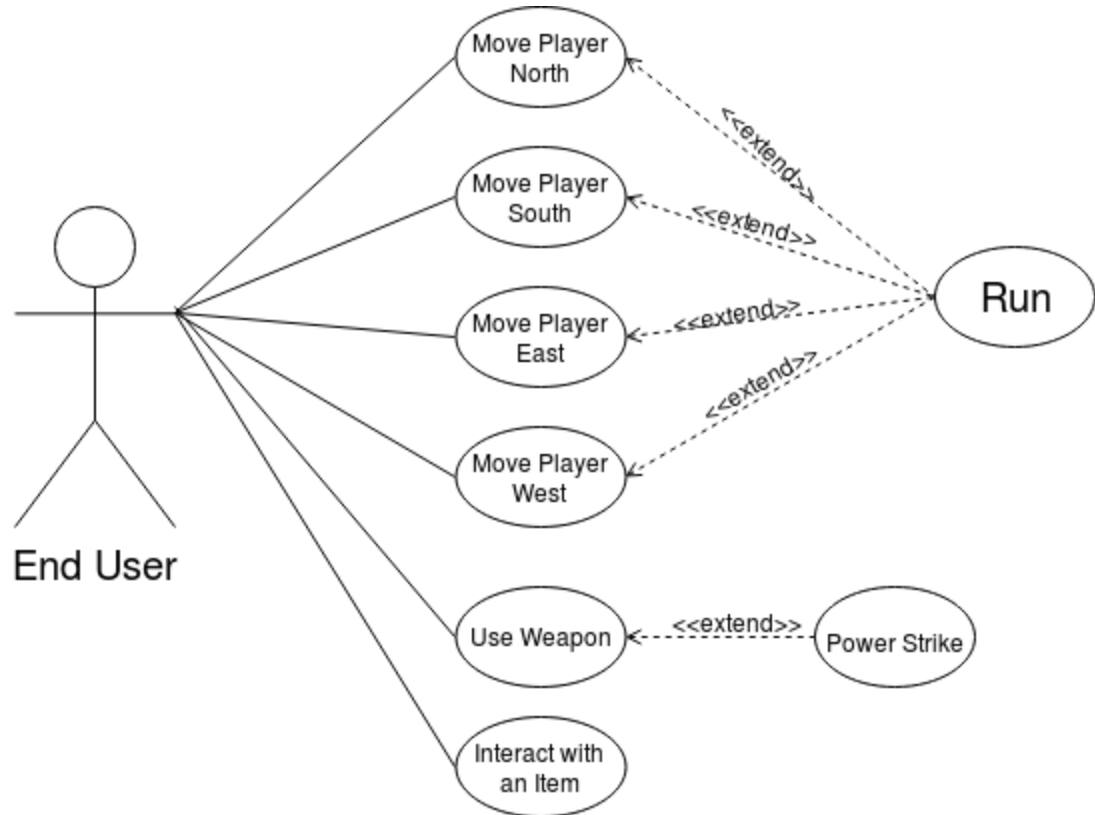 Move Player
North
<<extend>>
Move Player
South
<<extend>>
Run
Move Player
East
<<extend>>
Move Player
West
<<extend>>
End User
Use Weapon
<<extend>>
Power Strike
Interact with
an Item